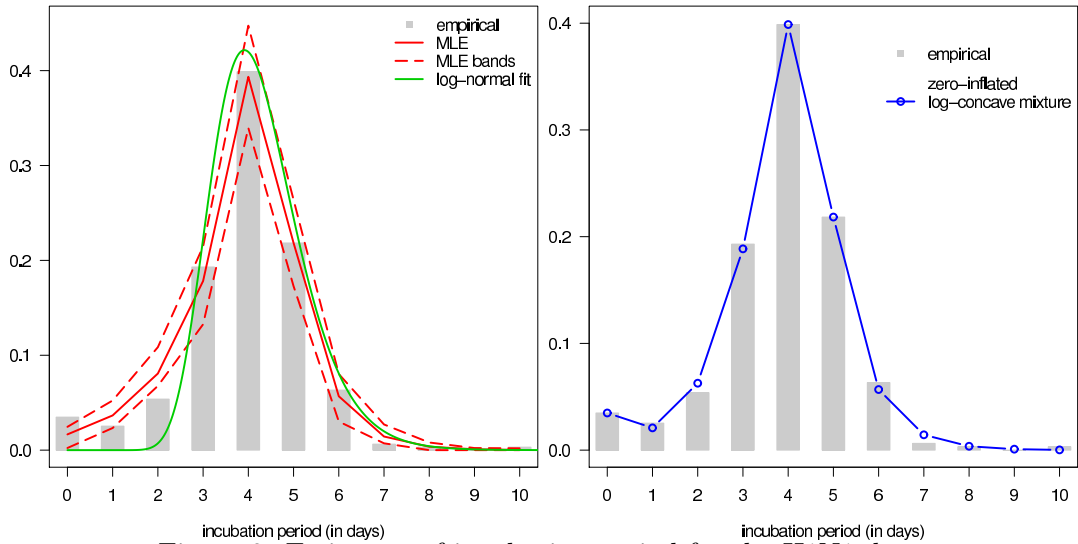 empirical
MLE
MLE bands
log-normal fit
0.4
0.3
0.2
0.1
0.0
0 1 2 3 4 5 6 7 8 9 10
incubation period (in days)
empirical
zero-inflated
log-concave mixture
0.4
0.3
0.2
0.1
0.0
0 1 2 3 4 5 6 7 8 9 10
incubation period (in days)